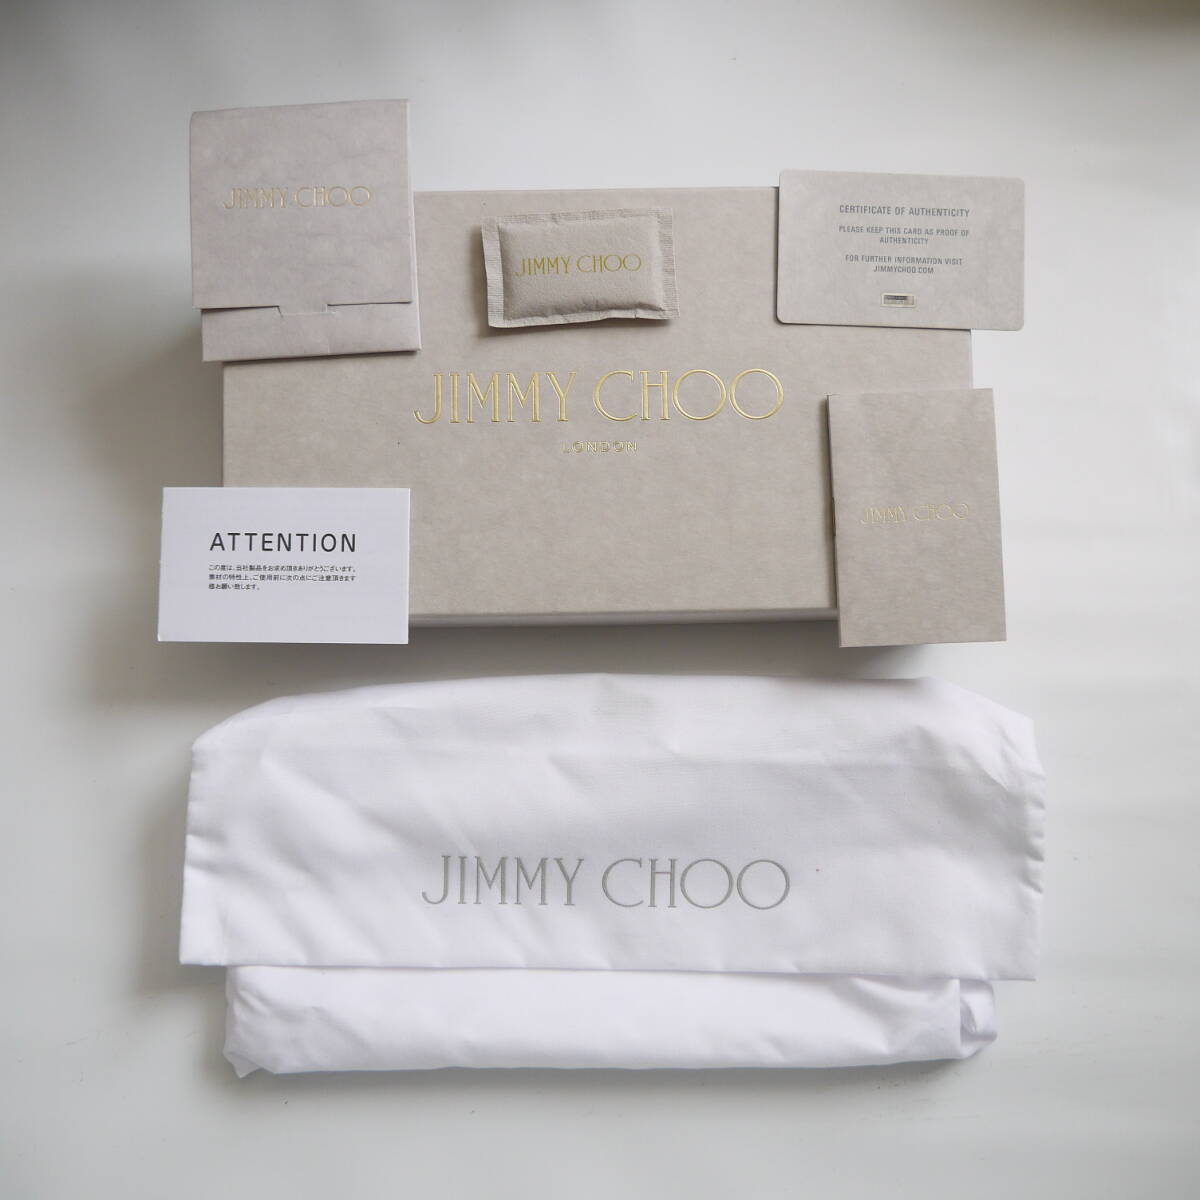 JIMMY CHOO
JIMMY CHOO
CERTIFICATE OF AUTHENTICITY
PLEASE KEEP THIS CARD AS PROOF OF
AUTHENTICITY
FOR FURTHER INFORMATION VISIT
JIMMYCHOO.COM
JIMMY CHOO
LONDON
JIMMY CHOO
ATTENTION
この度は、当社製品をお求め頂きありがとうございます。
素材の特性上、ご使用前に次の点にご注意頂きます
様お願い致します。
JIMMY CHOO